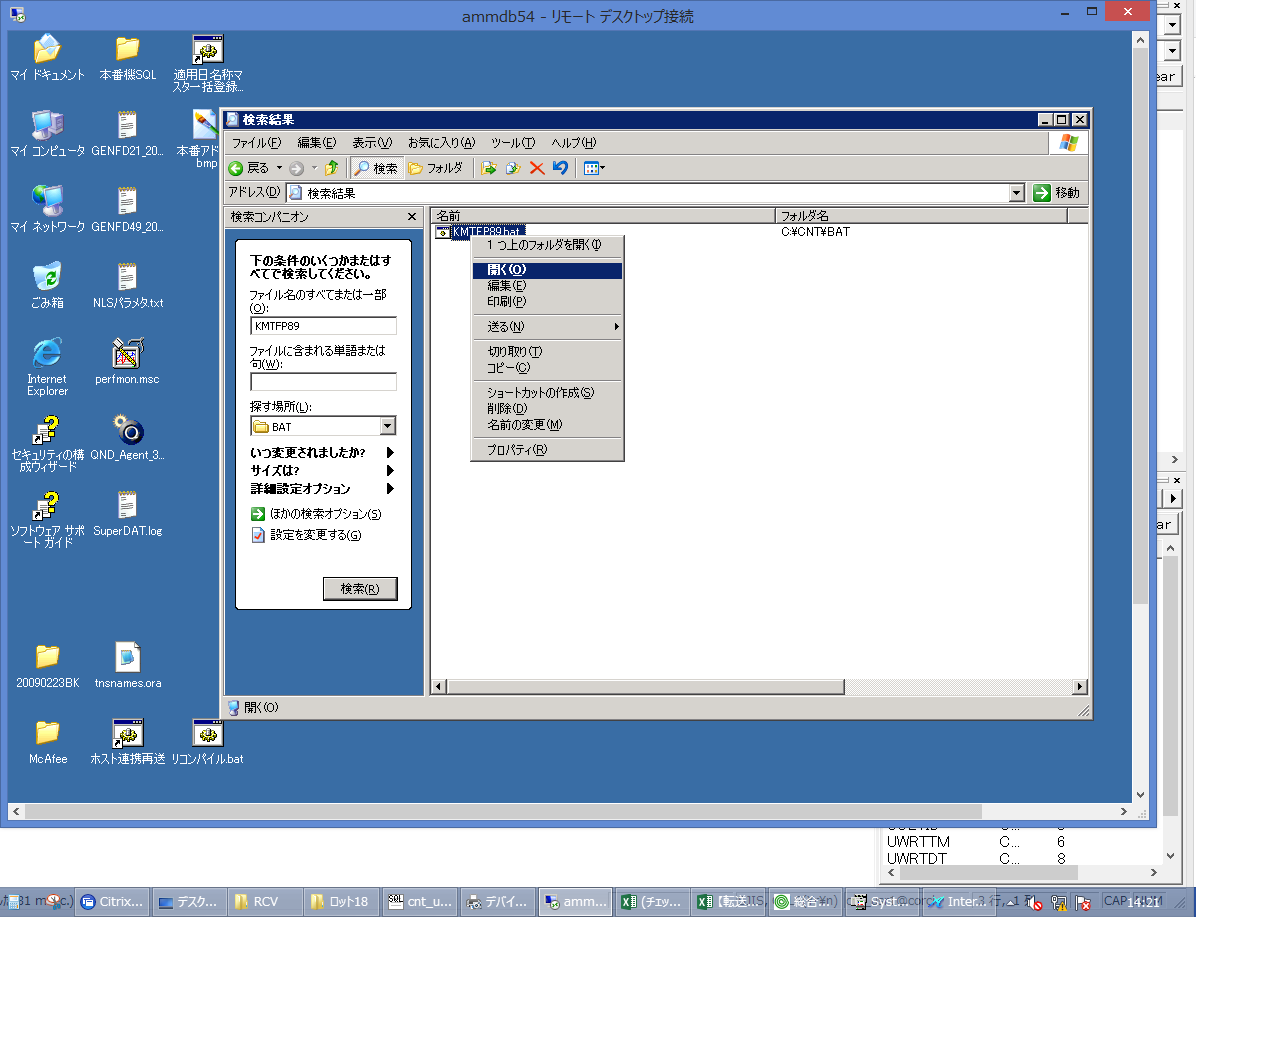 ammdb54 - リモート デスクトップ接続
マイ ドキュメント
本番機SQL
適用日名称マ
スター括登録...
マイ コンピュータ
GENFD21_20...
本番アド
bmp
マイ ネットワーク
GENFD49_20...
ごみ箱
NLSパラメタ.txt
Internet
Explorer
perfmon.msc
セキュリティの構
成ウィザード
QND_Agent_3...
ソフトウェア サポ
ート ガイド
SuperDAT.log
20090223BK
tnsnames.ora
McAfee
ホスト連携再送
リコンパイル.bat
検索結果
ファイル(F)
編集(E)
表示(V)
お気に入り(A)
ツール(T)
ヘルプ(H)
戻る
検索
フォルダ
アドレス(D)
検索結果
移動
検索コンパニオン
名前
フォルダ名
KMTFP89.bat
C:¥CNT¥BAT
下の条件のいくつかまたはす
べてで検索してください。
ファイル名のすべてまたは一部
(O):
KMTFP89
ファイルに含まれる単語または
句(W):
探す場所(L):
BAT
いつ変更されましたか?
サイズは?
詳細設定オプション
ほかの検索オプション(S)
設定を変更する(G)
検索(R)
1 つ上のフォルダを開く(I)
開く(O)
編集(E)
印刷(P)
送る(N)
切り取り(T)
コピー(C)
ショートカットの作成(S)
削除(D)
名前の変更(M)
プロパティ(R)
開く(O)
ear
ar
UWRTTM
C...
6
UWRTDT
C...
8
Citrix...
デスク...
RCV
ロット18
cnt_u...
デバイ...
amm...
(チェッ...
【転送...
総合...
Syst...
Inter...
3 行, 1 列
CAP
14:21